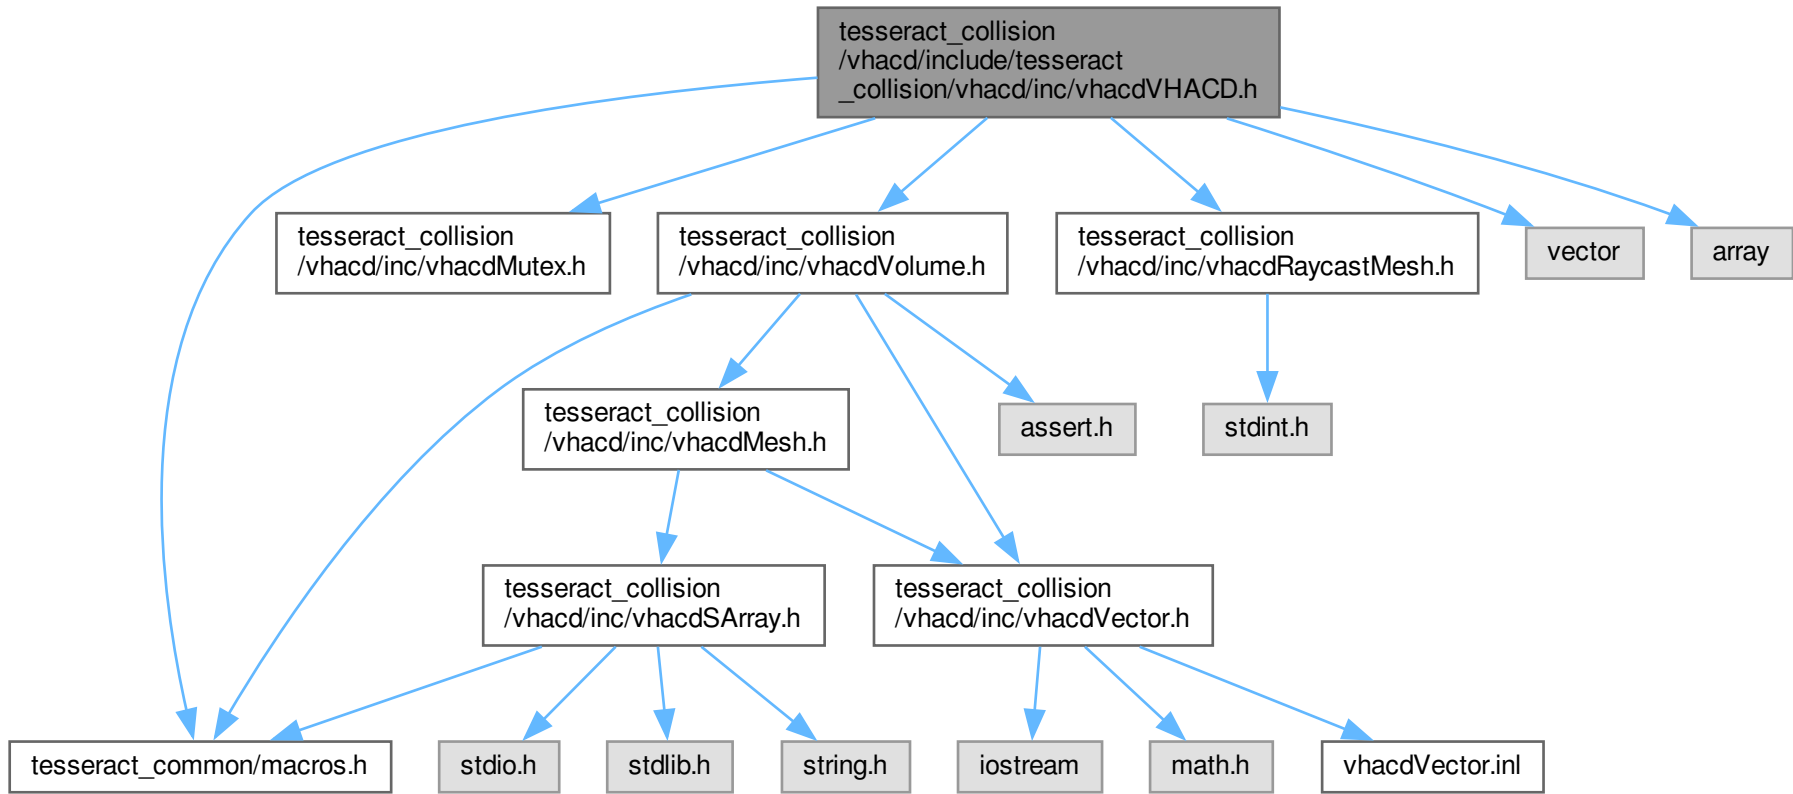 tesseract_collision
/vhacd/include/tesseract
_collision/vhacd/inc/vhacdVHACD.h
tesseract_collision
/vhacd/inc/vhacdMutex.h
tesseract_collision
/vhacd/inc/vhacdVolume.h
tesseract_collision
/vhacd/inc/vhacdRaycastMesh.h
vector
array
tesseract_collision
/vhacd/inc/vhacdMesh.h
assert.h
stdint.h
tesseract_collision
/vhacd/inc/vhacdSArray.h
tesseract_collision
/vhacd/inc/vhacdVector.h
tesseract_common/macros.h
stdio.h
stdlib.h
string.h
iostream
math.h
vhacdVector.inl